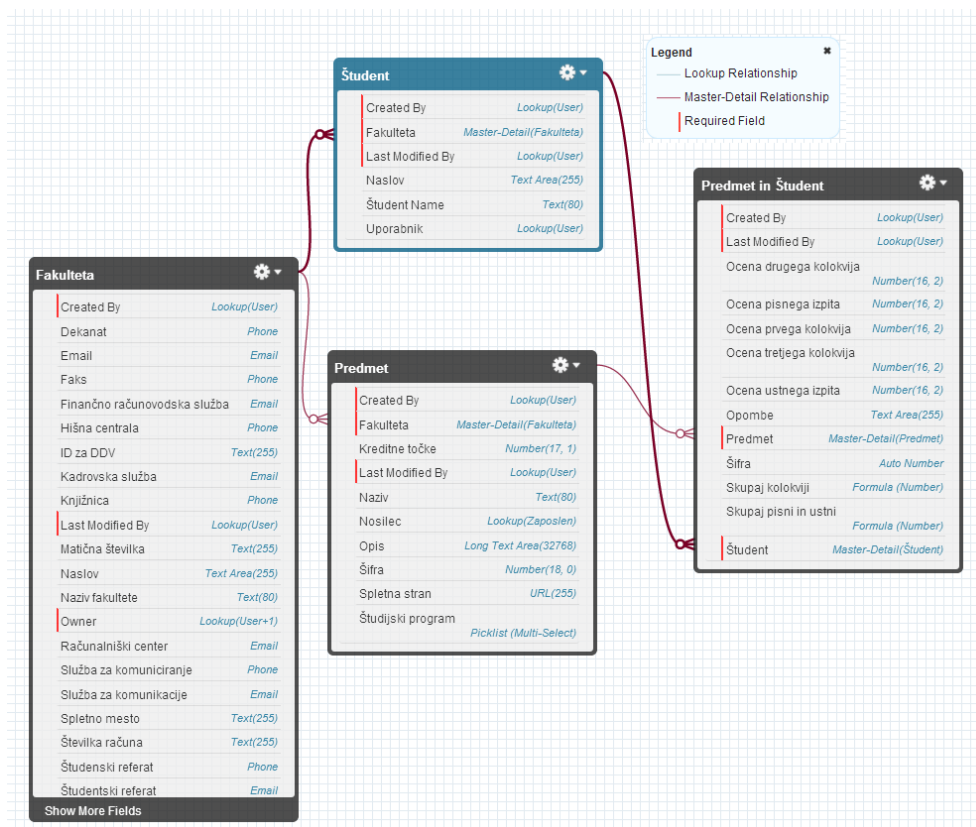 Legend
Lookup Relationship
Master-Detail Relationship
Required Field
Študent
Created By Lookup(User)
Fakulteta Master-Detail(Fakulteta)
Last Modified By Lookup(User)
Naslov Text Area(255)
Študent Name Text(80)
Uporabnik Lookup(User)
Fakulteta
Created By Lookup(User)
Dekanat Phone
Email Email
Faks Phone
Finančno računovodska služba Email
Hišna centrala Phone
ID za DDV Text(255)
Kadrovska služba Email
Knjižnica Phone
Last Modified By Lookup(User)
Matična številka Text(255)
Naslov Text Area(255)
Naziv fakultete Text(80)
Owner Lookup(User+1)
Računalniški center Email
Služba za komuniciranje Phone
Služba za komunikacije Email
Spletno mesto Text(255)
Številka računa Text(255)
Študenski referat Phone
Študentski referat Email
Show More Fields
Predmet
Created By Lookup(User)
Fakulteta Master-Detail(Fakulteta)
Kreditne točke Number(17, 1)
Last Modified By Lookup(User)
Naziv Text(80)
Nosilec Lookup(Zaposlen)
Opis Long Text Area(32768)
Šifra Number(18, 0)
Spletna stran URL(255)
Študijski program
Picklist (Multi-Select)
Predmet in Študent
Created By Lookup(User)
Last Modified By Lookup(User)
Ocena drugega kolokvija
Number(16, 2)
Ocena pisnega izpita Number(16, 2)
Ocena prvega kolokvija Number(16, 2)
Ocena tretjega kolokvija
Number(16, 2)
Ocena ustnega izpita Number(16, 2)
Opombe Text Area(255)
Predmet Master-Detail(Predmet)
Šifra Auto Number
Skupaj kolokviji Formula (Number)
Skupaj pisni in ustni
Formula (Number)
Študent Master-Detail(Študent)